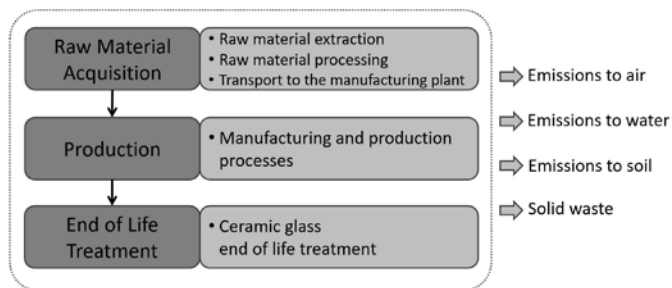 Raw Material
Acquisition
• Raw material extraction
• Raw material processing
• Transport to the manufacturing plant
Production
• Manufacturing and production
processes
End of Life
Treatment
• Ceramic glass
end of life treatment
Emissions to air
Emissions to water
Emissions to soil
Solid waste